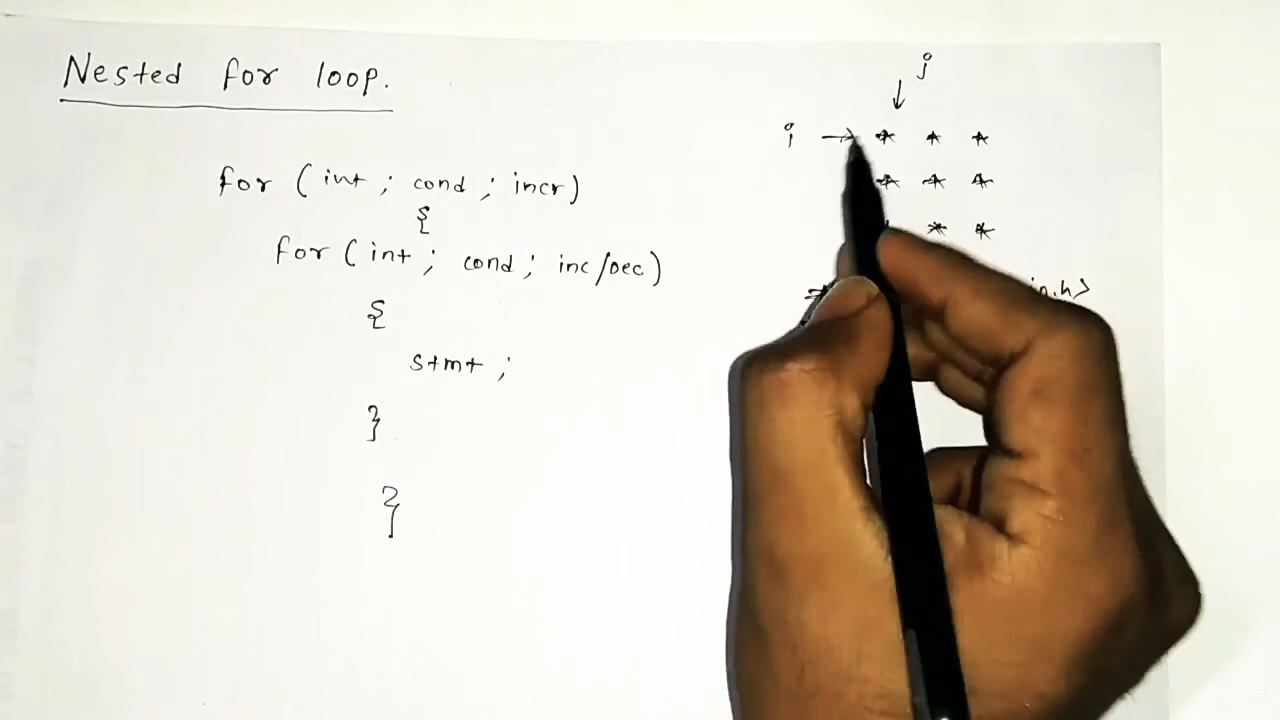 Nested for loop.
j
↓
i → * * *
* * *
* *
for (int ; cond ; incr)
{
for (int ; cond ; inc/Dec)
{
stmt ;
}
}